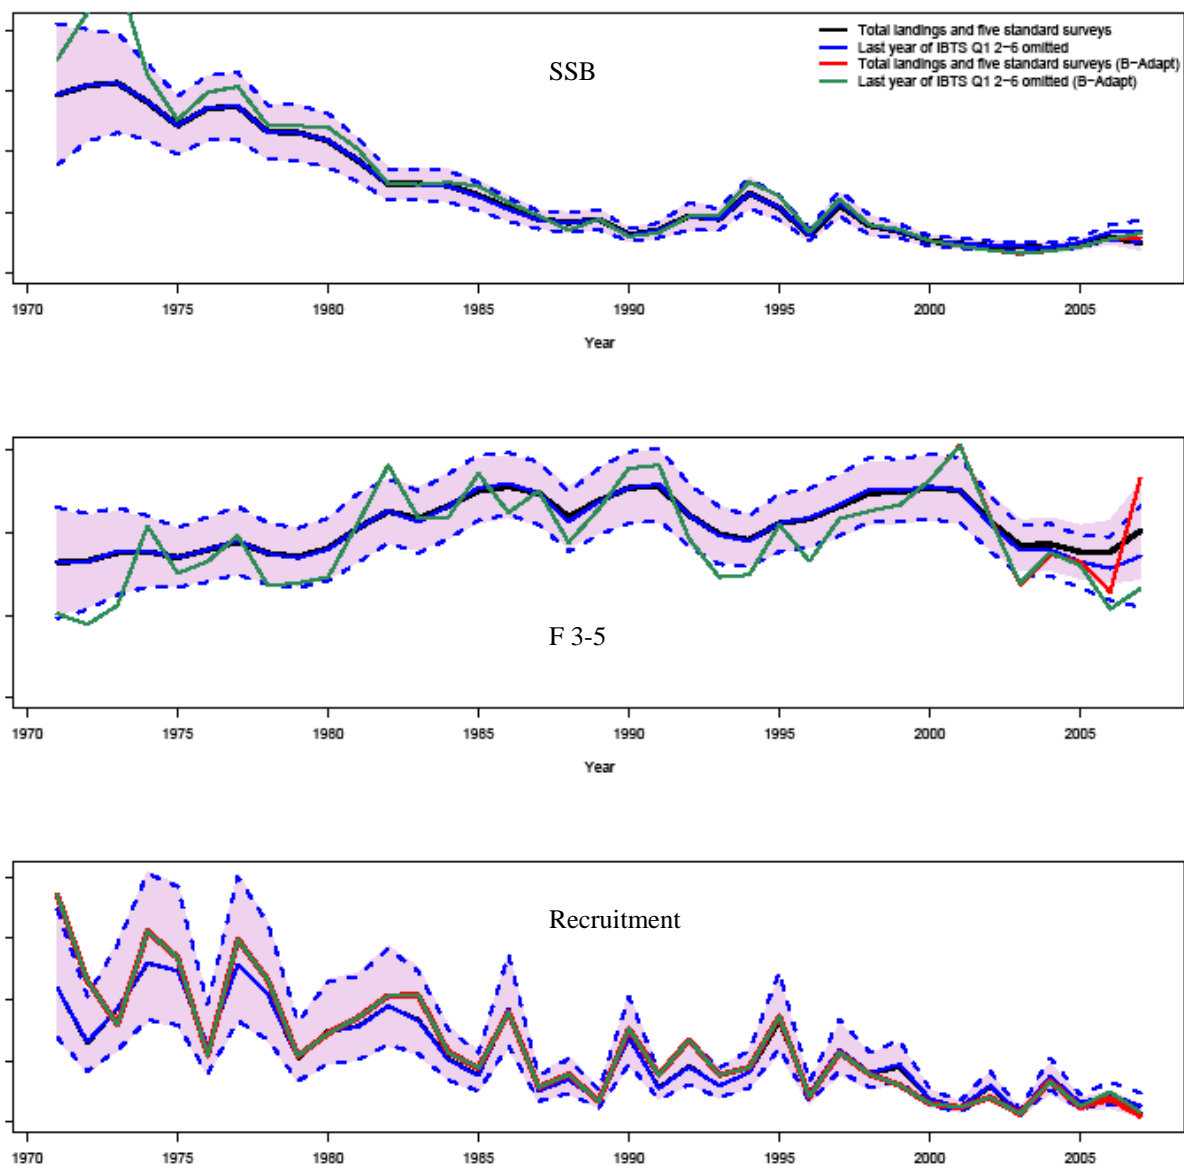 Total landings and five standard surveys
Last year of IBTS Q1 2-6 omitted
Total landings and five standard surveys (B-Adapt)
Last year of IBTS Q1 2-6 omitted (B-Adapt)
SSB
1970 1975 1980 1985 1990 1995 2000 2005
Year
F 3-5
1970 1975 1980 1985 1990 1995 2000 2005
Year
Recruitment
1970 1975 1980 1985 1990 1995 2000 2005